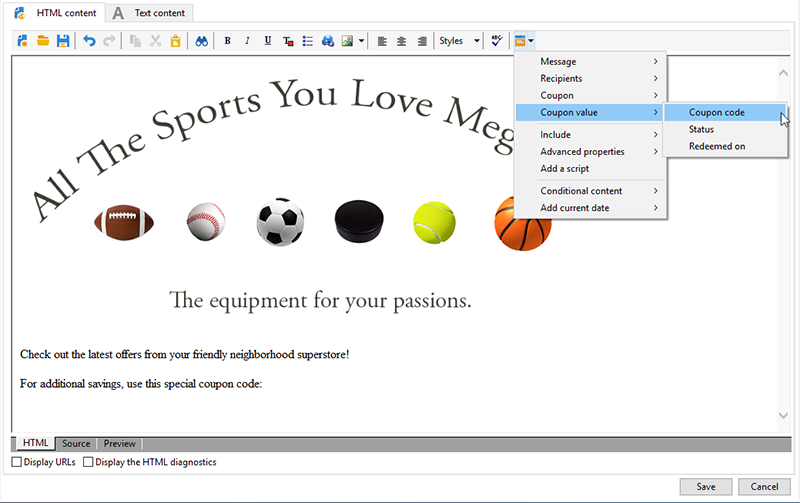 HTML content
Text content
B I U
Styles
ABC
Message
Recipients
Coupon
Coupon value
Coupon code
Status
Redeemed on
Include
Advanced properties
Add a script
Conditional content
Add current date
All The Sports You Love Meg
The equipment for your passions.
Check out the latest offers from your friendly neighborhood superstore!
For additional savings, use this special coupon code:
HTML Source Preview
Display URLs Display the HTML diagnostics
Save Cancel